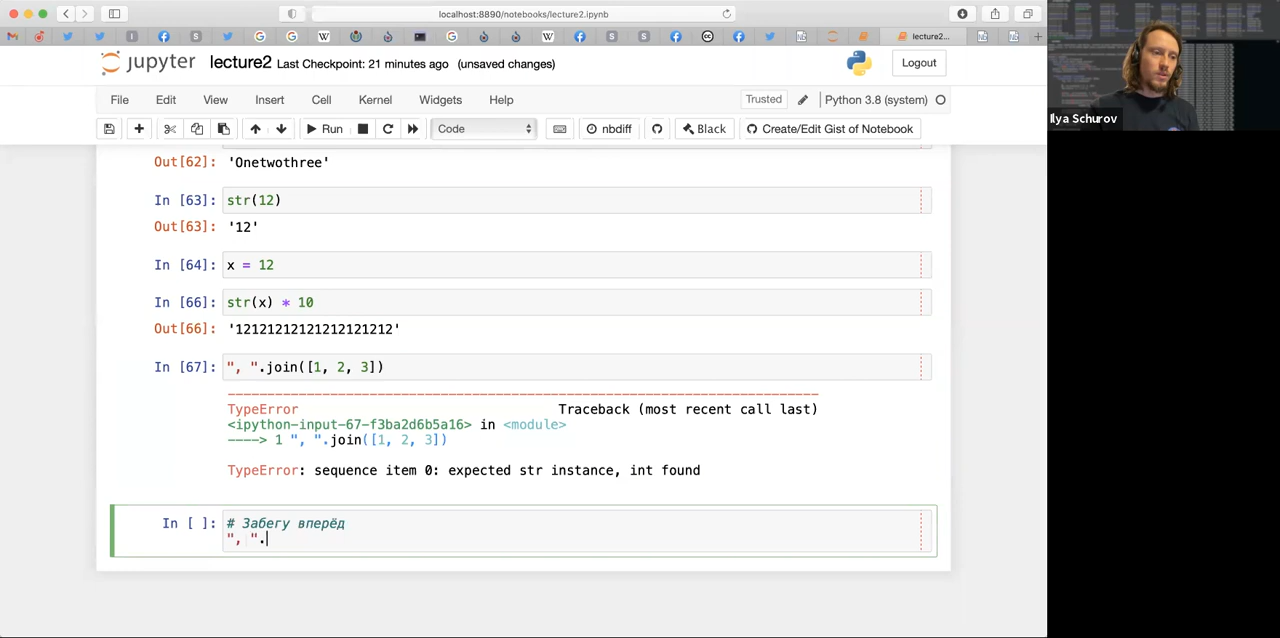 localhost:8890/notebooks/lecture2.ipynb
lecture2...
jupyter lecture2 Last Checkpoint: 21 minutes ago (unsaved changes)
Logout
File Edit View Insert Cell Kernel Widgets Help
Trusted Python 3.8 (system)
Run Code nbdiff Black Create/Edit Gist of Notebook
Out[62]: 'Onetwothree'
In [63]: str(12)
Out[63]: '12'
In [64]: x = 12
In [66]: str(x) * 10
Out[66]: '12121212121212121212'
In [67]: ", ".join([1, 2, 3])
TypeError Traceback (most recent call last)
<ipython-input-67-f3ba2d6b5a16> in <module>
----> 1 ", ".join([1, 2, 3])
TypeError: sequence item 0: expected str instance, int found
In [ ]: # Забегу вперёд
", ".
Ilya Schurov